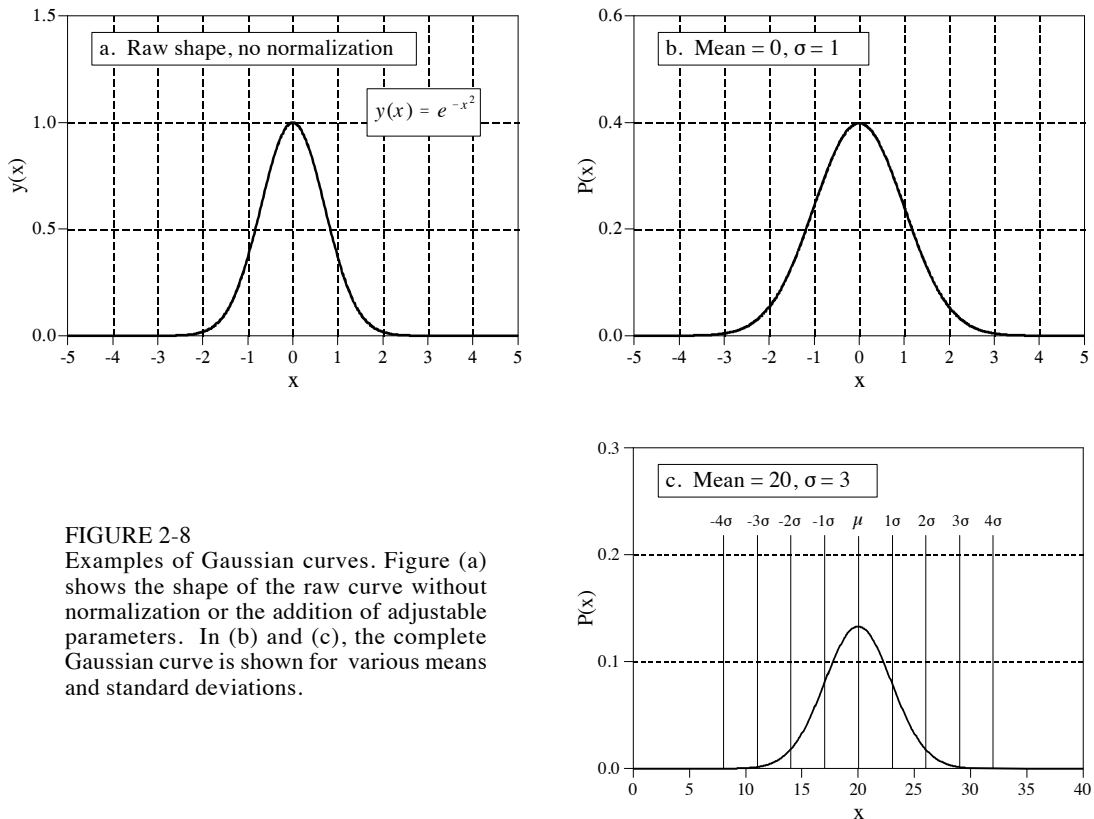 a. Raw shape, no normalization
y(x) = e^{-x^2}
1.5
1.0
0.5
0.0
y(x)
-5 -4 -3 -2 -1 0 1 2 3 4 5
x
b. Mean = 0, σ = 1
0.6
0.4
0.2
0.0
P(x)
-5 -4 -3 -2 -1 0 1 2 3 4 5
x
FIGURE 2-8
Examples of Gaussian curves. Figure (a)
shows the shape of the raw curve without
normalization or the addition of adjustable
parameters. In (b) and (c), the complete
Gaussian curve is shown for various means
and standard deviations.
c. Mean = 20, σ = 3
-4σ -3σ -2σ -1σ μ 1σ 2σ 3σ 4σ
0.3
0.2
0.1
0.0
P(x)
0 5 10 15 20 25 30 35 40
x